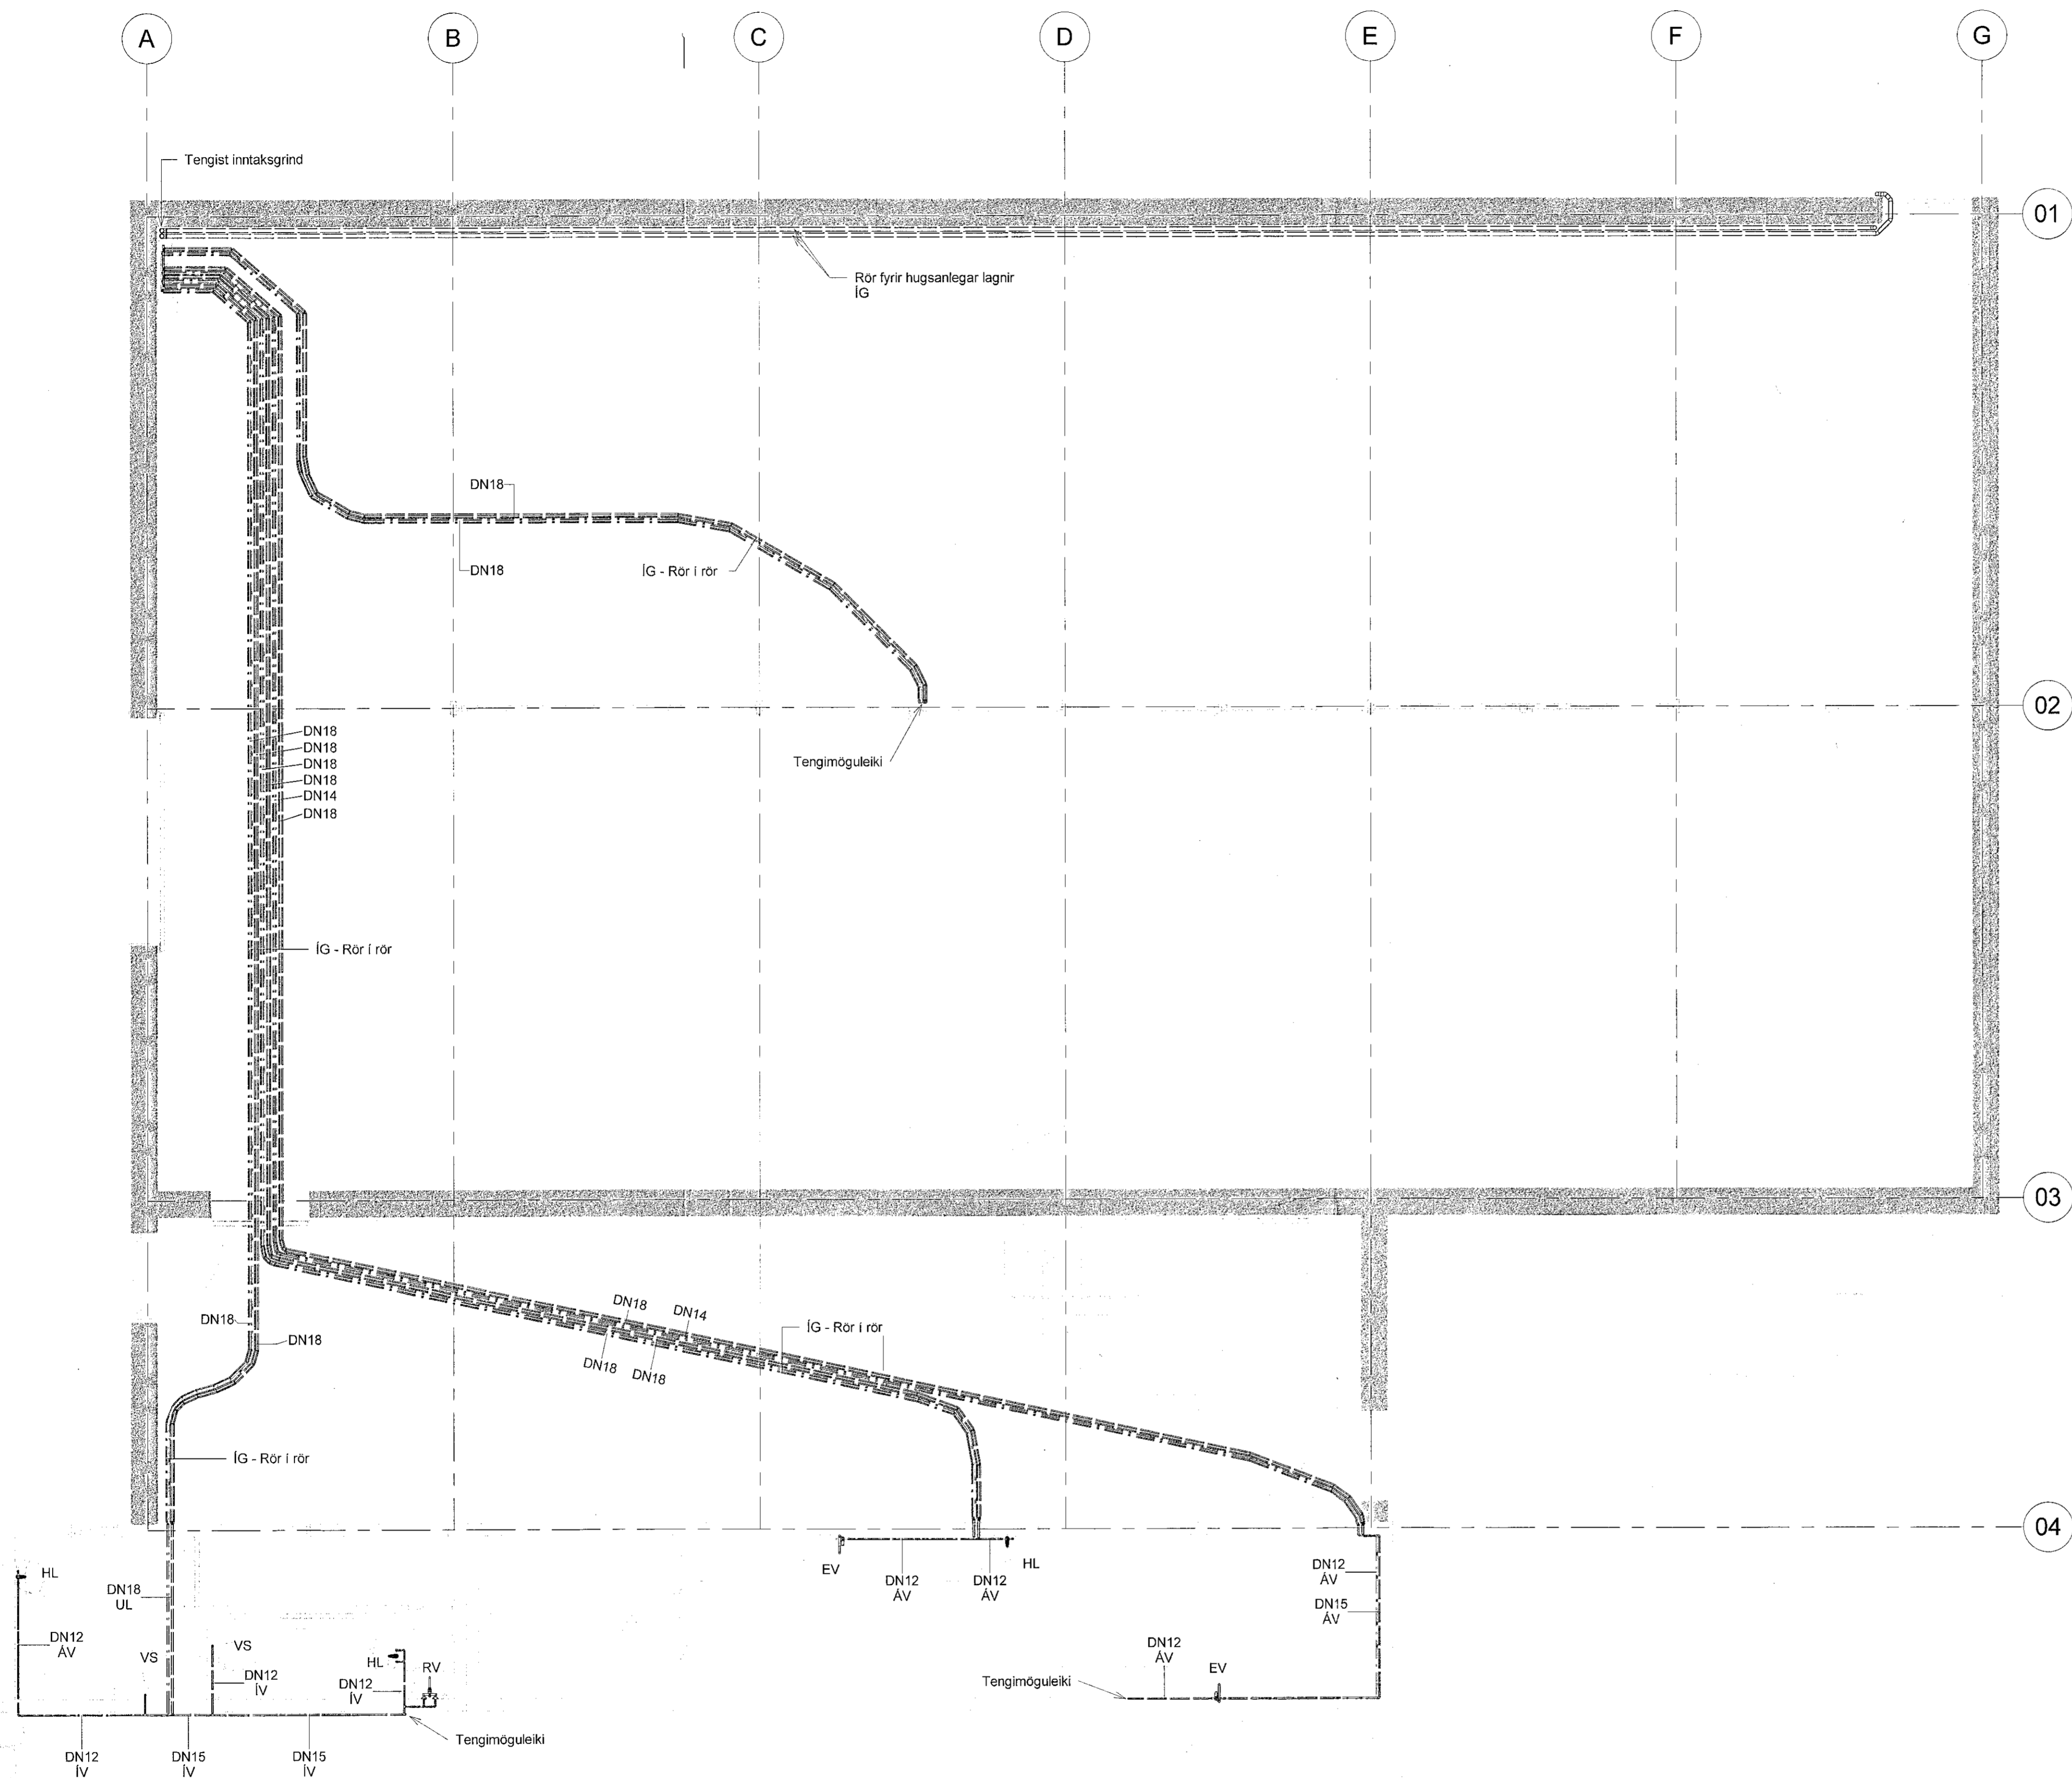 A
B
C
D
E
F
G
Tengist inntaksgrind
01
Rör fyrir hugsanlegar lagnir
ÍG
DN18
DN18
ÍG - Rör í rör
02
Tengimöguleiki
DN18
DN18
DN18
DN18
DN14
DN18
ÍG - Rör í rör
03
DN18
DN14
DN18
DN18
ÍG - Rör í rör
DN18
DN18
ÍG - Rör í rör
04
HL
DN18
UL
EV
DN12
ÁV
DN12
ÁV
HL
DN12
ÁV
DN15
ÁV
DN12
ÁV
VS
VS
DN12
ÍV
HL
DN12
ÍV
RV
DN12
ÁV
EV
Tengimöguleiki
Tengimöguleiki
DN12
ÍV
DN15
ÍV
DN15
ÍV